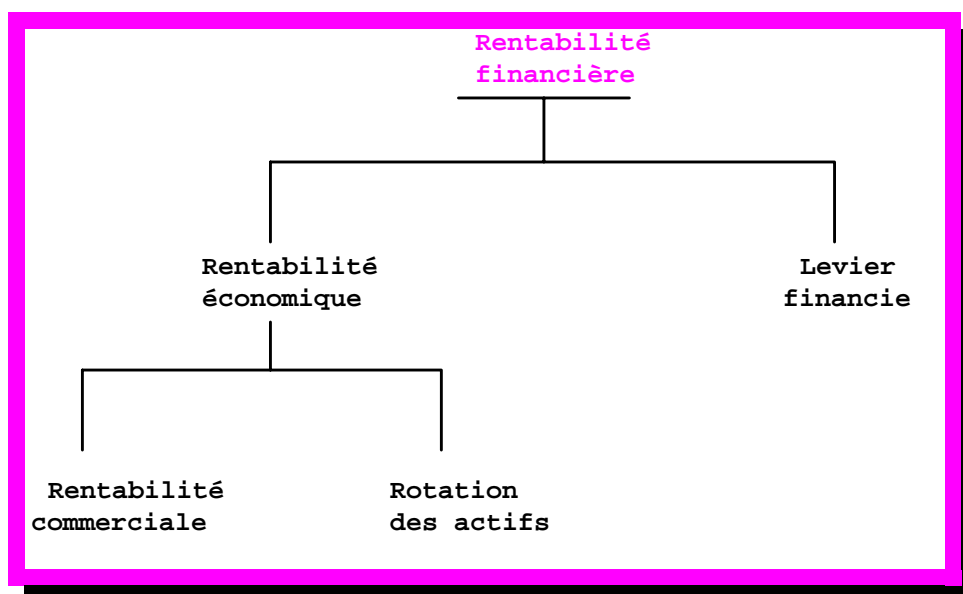 Rentabilité
financière
Rentabilité
économique
Levier
financie
Rentabilité
commerciale
Rotation
des actifs